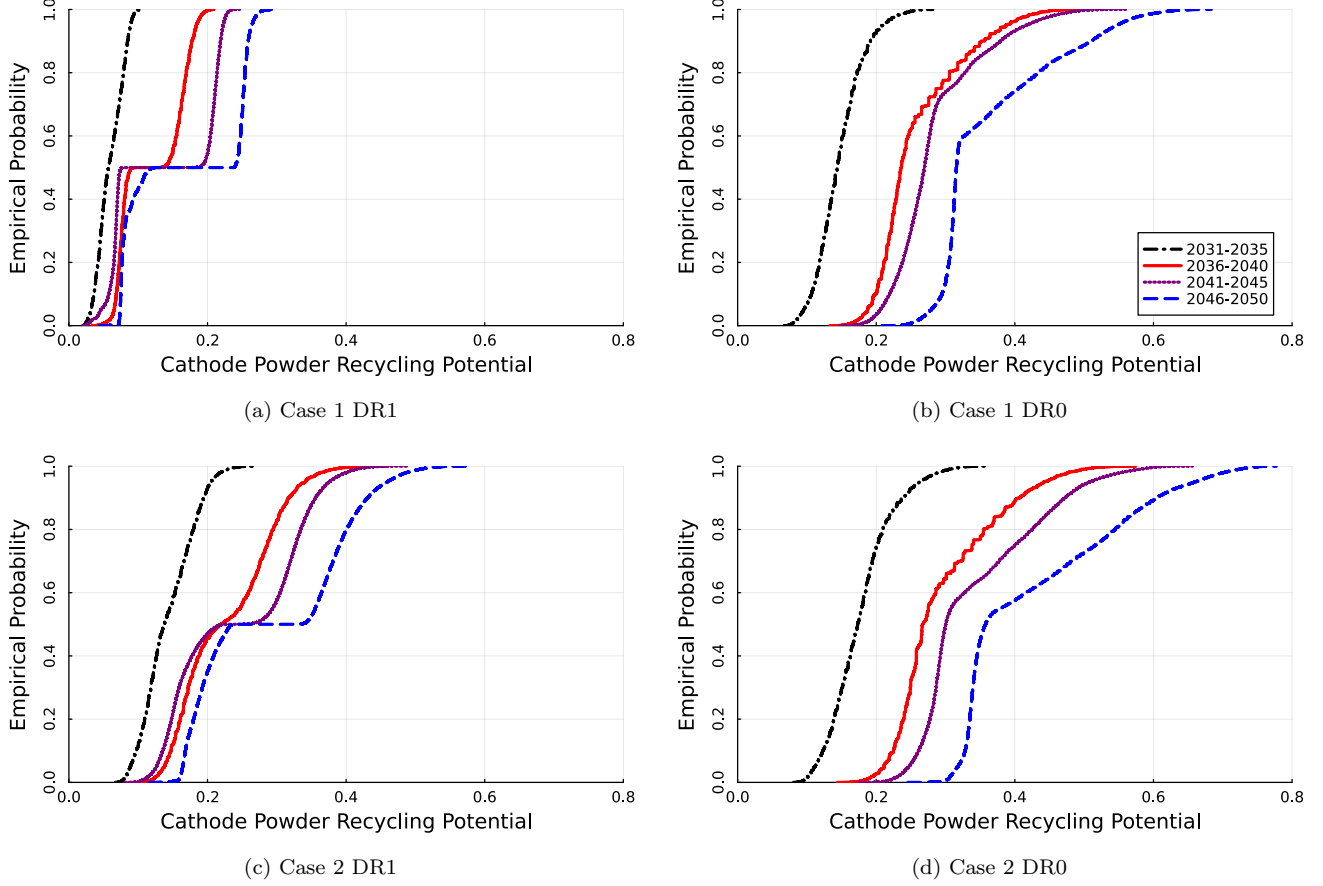 Empirical Probability
1.0
0.8
0.6
0.4
0.2
0.0
0.0 0.2 0.4 0.6 0.8
Cathode Powder Recycling Potential
(a) Case 1 DR1
Empirical Probability
1.0
0.8
0.6
0.4
0.2
0.0
2031-2035
2036-2040
2041-2045
2046-2050
0.0 0.2 0.4 0.6 0.8
Cathode Powder Recycling Potential
(b) Case 1 DR0
Empirical Probability
1.0
0.8
0.6
0.4
0.2
0.0
0.0 0.2 0.4 0.6 0.8
Cathode Powder Recycling Potential
(c) Case 2 DR1
Empirical Probability
1.0
0.8
0.6
0.4
0.2
0.0
0.0 0.2 0.4 0.6 0.8
Cathode Powder Recycling Potential
(d) Case 2 DR0